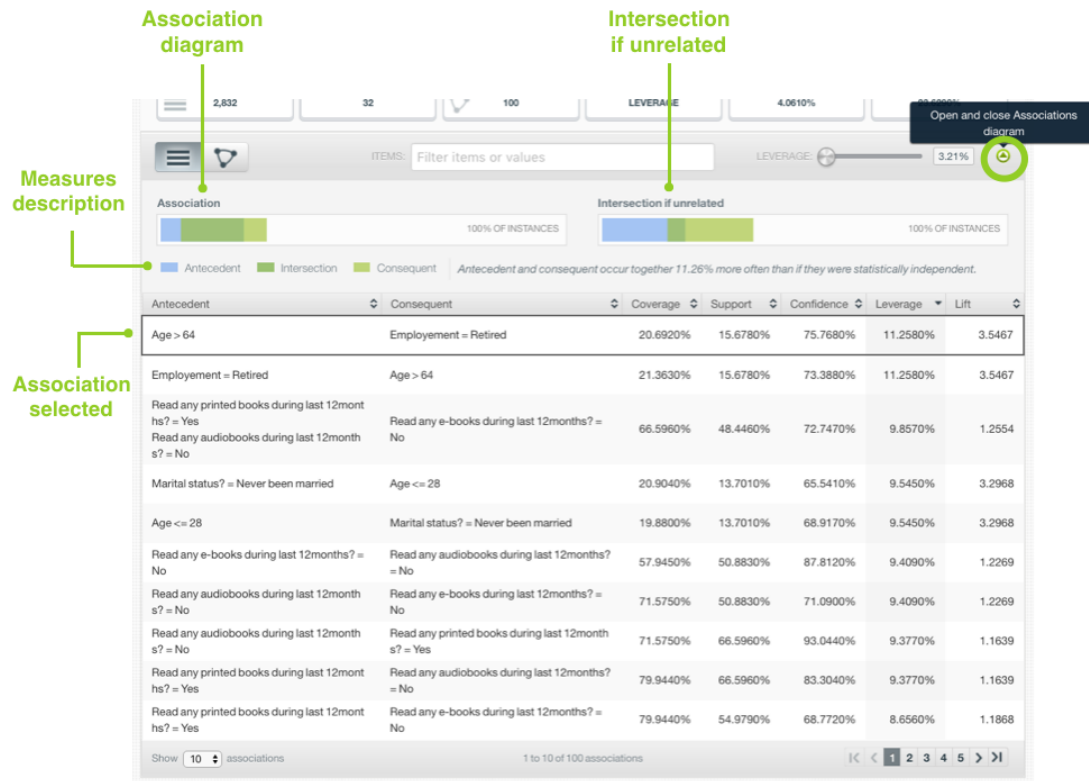 Association
diagram
Intersection
if unrelated
2,832 32 100 LEVERAGE 4.0610%
Open and close Associations
diagram
ITEMS: Filter items or values LEVERAGE: 3.21%
Measures
description
Association Intersection if unrelated
100% OF INSTANCES 100% OF INSTANCES
Antecedent Intersection Consequent Antecedent and consequent occur together 11.26% more often than if they were statistically independent.
Antecedent Consequent Coverage Support Confidence Leverage Lift
Age > 64 Employement = Retired 20.6920% 15.6780% 75.7680% 11.2580% 3.5467
Association
selected
Employement = Retired Age > 64 21.3630% 15.6780% 73.3880% 11.2580% 3.5467
Read any printed books during last 12mont
hs? = Yes
Read any audiobooks during last 12month
s? = No
Read any e-books during last 12months? =
No
66.5960% 48.4460% 72.7470% 9.8570% 1.2554
Marital status? = Never been married Age <= 28 20.9040% 13.7010% 65.5410% 9.5450% 3.2968
Age <= 28 Marital status? = Never been married 19.8800% 13.7010% 68.9170% 9.5450% 3.2968
Read any e-books during last 12months? =
No
Read any audiobooks during last 12months?
= No
57.9450% 50.8830% 87.8120% 9.4090% 1.2269
Read any audiobooks during last 12month
s? = No
Read any e-books during last 12months? =
No
71.5750% 50.8830% 71.0900% 9.4090% 1.2269
Read any audiobooks during last 12month
s? = No
Read any printed books during last 12month
s? = Yes
71.5750% 66.5960% 93.0440% 9.3770% 1.1639
Read any printed books during last 12mont
hs? = Yes
Read any audiobooks during last 12months?
= No
79.9440% 66.5960% 83.3040% 9.3770% 1.1639
Read any printed books during last 12mont
hs? = Yes
Read any e-books during last 12months? =
No
79.9440% 54.9790% 68.7720% 8.6560% 1.1868
Show 10 associations 1 to 10 of 100 associations 1 2 3 4 5